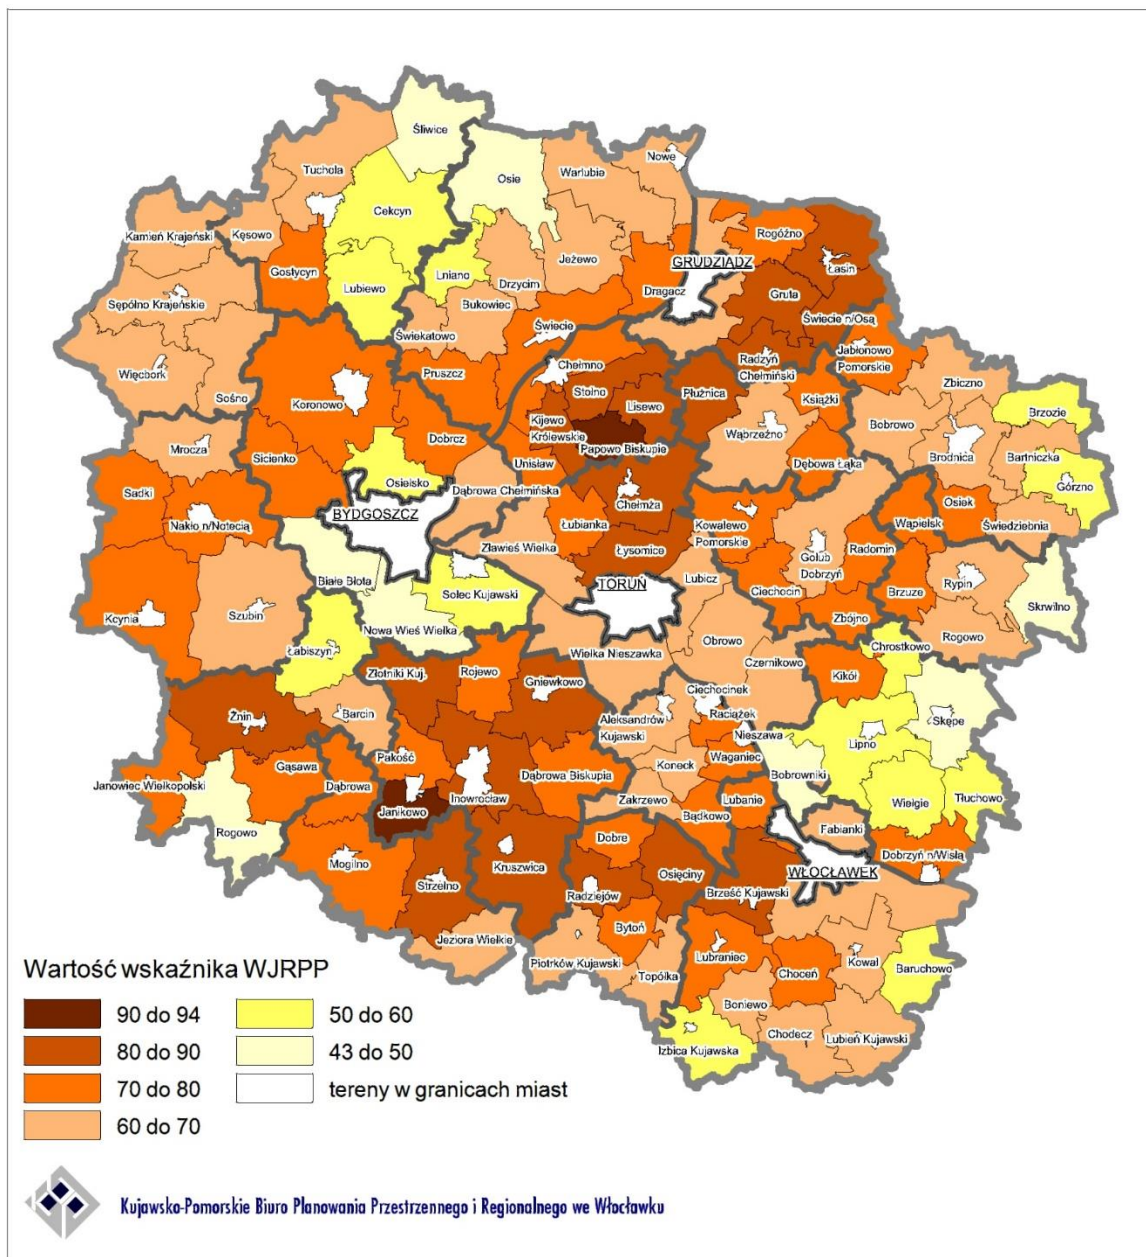 Śliwice
Nowe
Tuchola
Osie
Warlubie
Cekcyn
Kamień Krajeński
Kęsowo
Rogóźno
Gostycyn
Lniano
Jeżewo
GRUDZIĄDZ
Łasin
Lubiewo
Drzycim
Dragacz
Gruta
Sępólno Krajeńskie
Bukowiec
Świekatowo
Świecie
Świecie n/Osą
Więcbork
Pruszcz
Chełmno
Radzyń
Chełmiński
Jabłonowo
Pomorskie
Zbiczno
Sośno
Koronowo
Stolno
Płużnica
Książki
Brzozie
Lisewo
Kijewo
Królewskie
Bobrowo
Mrocza
Dobrcz
Papowo Biskupie
Wąbrzeźno
Brodnica
Bartniczka
Sicienko
Unisław
Dębowa Łąka
Osielsko
Górzno
Sadki
Dąbrowa Chełmińska
Chełmża
Osiek
BYDGOSZCZ
Nakło n/Notecią
Łubianka
Kowalewo
Pomorskie
Wąpielsk
Świedziebnia
Zławieś Wielka
Łysomice
Golub
Dobrzyń
Radomin
Białe Błota
TORUŃ
Lubicz
Rypin
Solec Kujawski
Ciechocin
Brzuze
Skrwilno
Kcynia
Szubin
Nowa Wieś Wielka
Zbójno
Rogowo
Obrowo
Łabiszyn
Wielka Nieszawka
Chrostkowo
Złotniki Kuj.
Rojewo
Gniewkowo
Czernikowo
Kikół
Ciechocinek
Żnin
Barcin
Aleksandrów
Kujawski
Raciążek
Skępe
Nieszawa
Lipno
Pakość
Waganiec
Gąsawa
Koneck
Bobrowniki
Janowiec Wielkopolski
Dąbrowa
Dąbrowa Biskupia
Inowrocław
Zakrzewo
Lubanie
Wielgie
Tłuchowo
Janikowo
Bądkowo
Rogowo
Fabianki
Dobre
Mogilno
Kruszwica
Dobrzyń n/Wisłą
Osięciny
WŁOCŁAWEK
Strzelno
Brześć Kujawski
Radziejów
Bytoń
Jeziora Wielkie
Lubraniec
Kowal
Piotrków Kujawski
Choceń
Baruchowo
Topólka
Boniewo
Chodecz
Lubień Kujawski
Izbica Kujawska
Wartość wskaźnika WJRPP
90 do 94
50 do 60
80 do 90
43 do 50
70 do 80
tereny w granicach miast
60 do 70
Kujawsko-Pomorskie Biuro Planowania Przestrzennego i Regionalnego we Włocławku